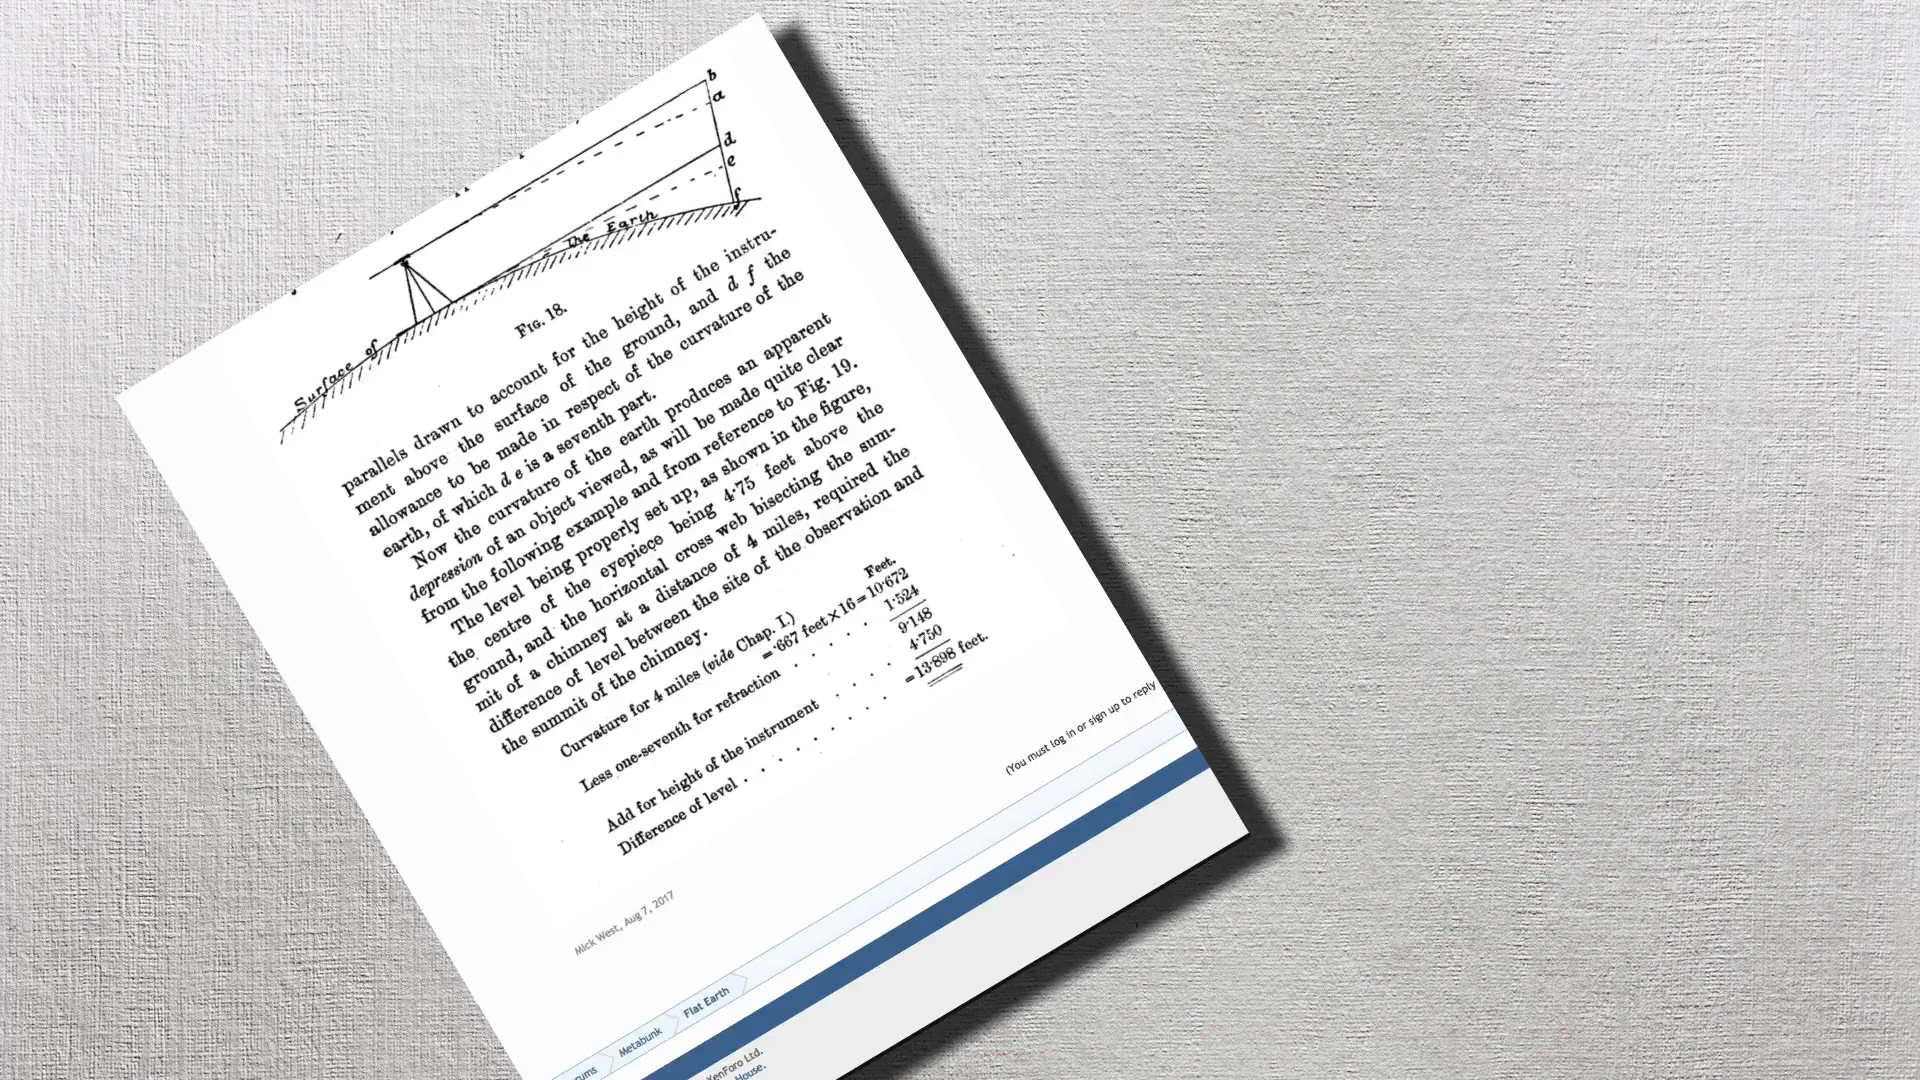 b
a
d
e
f
Surface of the Earth
FIG. 18.
parallels drawn to account for the height of the instru-
ment above the surface of the ground, and d f the
allowance to be made in respect of the curvature of the
earth, of which d e is a seventh part.
Now the curvature of the earth produces an apparent
depression of an object viewed, as will be made quite clear
from the following example and from reference to Fig. 19.
The level being properly set up, as shown in the figure,
the centre of the eyepiece being 4·75 feet above the
ground, and the horizontal cross web bisecting the sum-
mit of a chimney at a distance of 4 miles, required the
difference of level between the site of the observation and
the summit of the chimney.
Feet.
Curvature for 4 miles (vide Chap. I.)
=·667 feet×16=10·672
Less one-seventh for refraction . . . . . 1·524
9·148
Add for height of the instrument . . . . 4·750
Difference of level . . . . . . . . . =13·898 feet.
Mick West, Aug 7, 2017
(You must log in or sign up to reply
rums
Metabunk
Flat Earth
XenForo Ltd.
House.